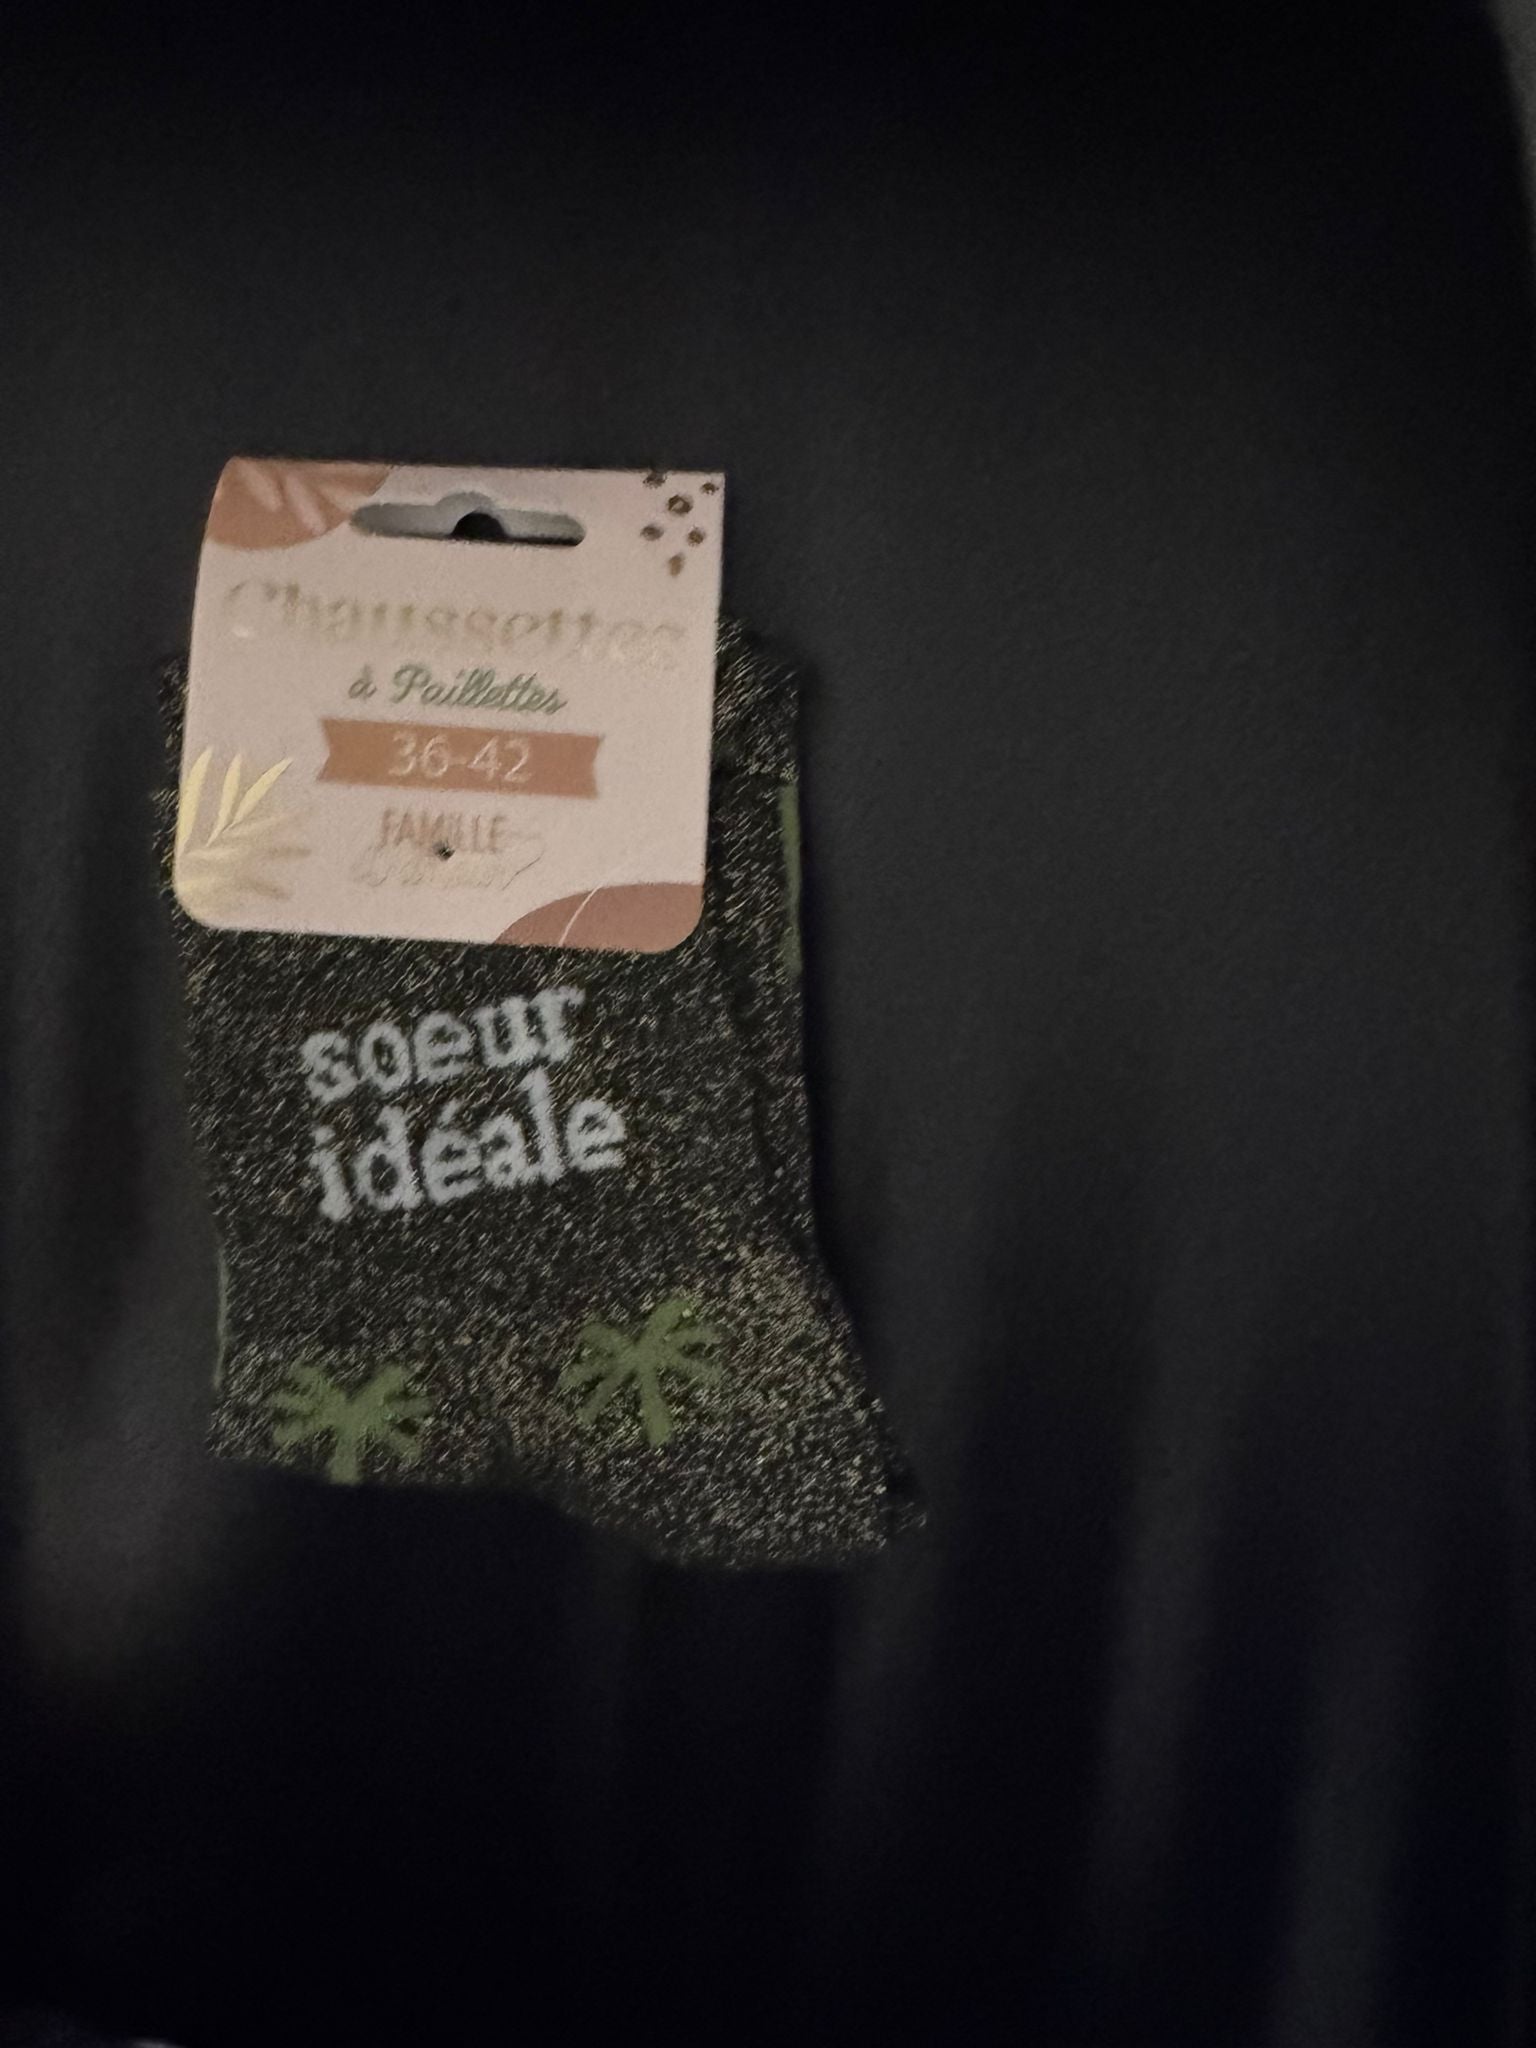 Chaussettes
à Paillettes
36-42
FAMILLE
soeur
idéale